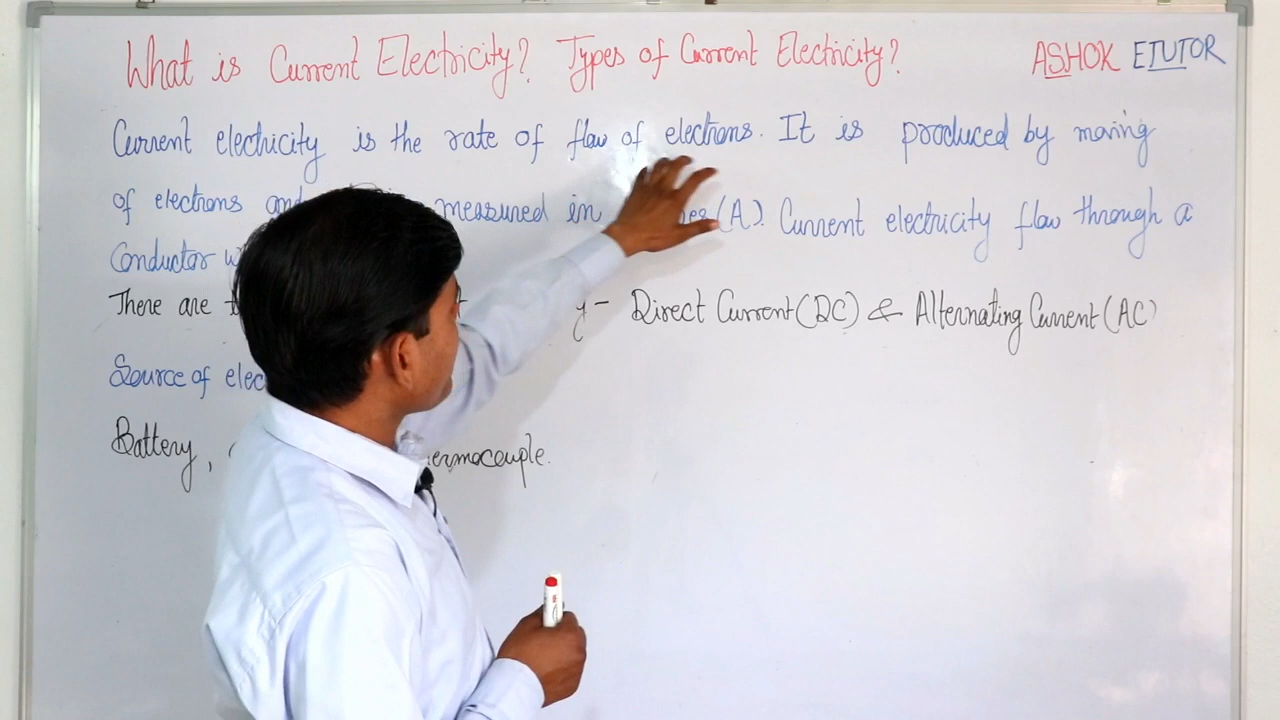 What is Current Electricity? Types of Current Electricity? ASHOK ETUTOR
Current electricity is the rate of flow of electrons. It is produced by moving
of electrons and measured in (A). Current electricity flow through a
Conductor
There are - Direct Current (DC) & Alternating Current (AC)
Source of
Battery,